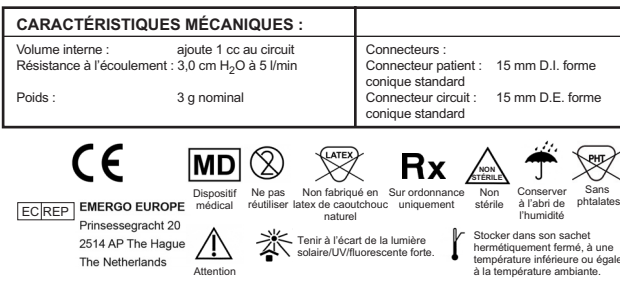 CARACTÉRISTIQUES MÉCANIQUES :
Volume interne : ajoute 1 cc au circuit
Résistance à l'écoulement : 3,0 cm H₂O à 5 l/min
Poids : 3 g nominal
Connecteurs :
Connecteur patient : 15 mm D.I. forme
conique standard
Connecteur circuit : 15 mm D.E. forme
conique standard
CE
MD
Dispositif
médical
2
Ne pas
réutiliser
LATEX
Non fabriqué en
latex de caoutchouc
naturel
Rx
Sur ordonnance
uniquement
NON
STÉRILE
Non
stérile
Conserver
à l'abri de
l'humidité
PHT
Sans
phtalates
EC REP EMERGO EUROPE
Prinsessegracht 20
2514 AP The Hague
The Netherlands
Attention
Tenir à l'écart de la lumière
solaire/UV/fluorescente forte.
Stocker dans son sachet
hermétiquement fermé, à une
température inférieure ou égale
à la température ambiante.